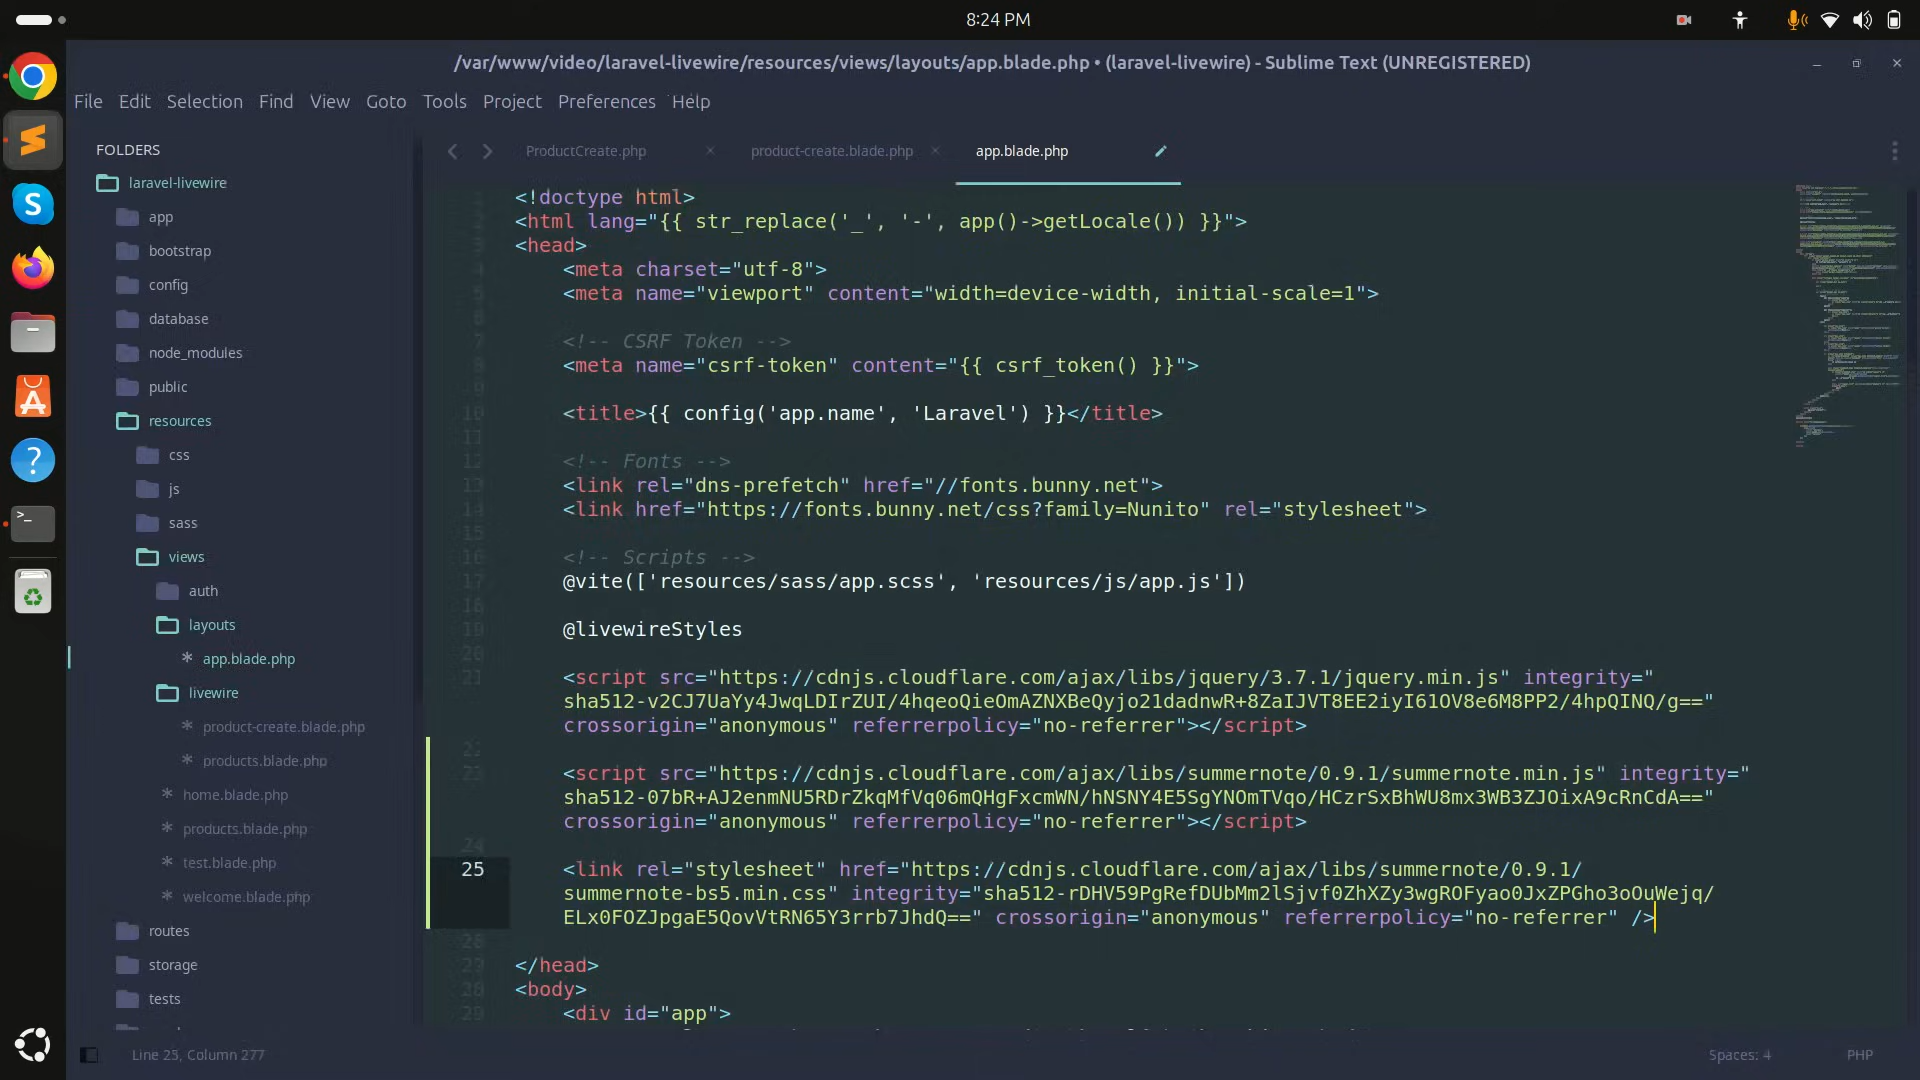 8:24 PM
/var/www/video/laravel-livewire/resources/views/layouts/app.blade.php • (laravel-livewire) - Sublime Text (UNREGISTERED)
File Edit Selection Find View Goto Tools Project Preferences Help
FOLDERS
laravel-livewire
app
bootstrap
config
database
node_modules
public
resources
css
js
sass
views
auth
layouts
app.blade.php
livewire
product-create.blade.php
products.blade.php
home.blade.php
products.blade.php
test.blade.php
welcome.blade.php
routes
storage
tests
ProductCreate.php product-create.blade.php app.blade.php
<!doctype html>
<html lang="{{ str_replace('_', '-', app()->getLocale()) }}">
<head>
<meta charset="utf-8">
<meta name="viewport" content="width=device-width, initial-scale=1">
<!-- CSRF Token -->
<meta name="csrf-token" content="{{ csrf_token() }}">
<title>{{ config('app.name', 'Laravel') }}</title>
<!-- Fonts -->
<link rel="dns-prefetch" href="//fonts.bunny.net">
<link href="https://fonts.bunny.net/css?family=Nunito" rel="stylesheet">
<!-- Scripts -->
@vite(['resources/sass/app.scss', 'resources/js/app.js'])
@livewireStyles
<script src="https://cdnjs.cloudflare.com/ajax/libs/jquery/3.7.1/jquery.min.js" integrity="
sha512-v2CJ7UaYy4JwqLDIrZUI/4hqeoQieOmAZNXBeQyjo21dadnwR+8ZaIJVT8EE2iyI61OV8e6M8PP2/4hpQINQ/g=="
crossorigin="anonymous" referrerpolicy="no-referrer"></script>
<script src="https://cdnjs.cloudflare.com/ajax/libs/summernote/0.9.1/summernote.min.js" integrity="
sha512-07bR+AJ2enmNU5RDrZkqMfVq06mQHgFxcmWN/hNSNY4E5SgYNOmTVqo/HCzrSxBhWU8mx3WB3ZJOixA9cRnCdA=="
crossorigin="anonymous" referrerpolicy="no-referrer"></script>
25 <link rel="stylesheet" href="https://cdnjs.cloudflare.com/ajax/libs/summernote/0.9.1/
summernote-bs5.min.css" integrity="sha512-rDHV59PgRefDUbMm2lSjvf0ZhXZy3wgROFyao0JxZPGho3oOuWejq/
ELx0FOZJpgaE5QovVtRN65Y3rrb7JhdQ==" crossorigin="anonymous" referrerpolicy="no-referrer" />
</head>
<body>
<div id="app">
Line 25, Column 277
Spaces: 4
PHP